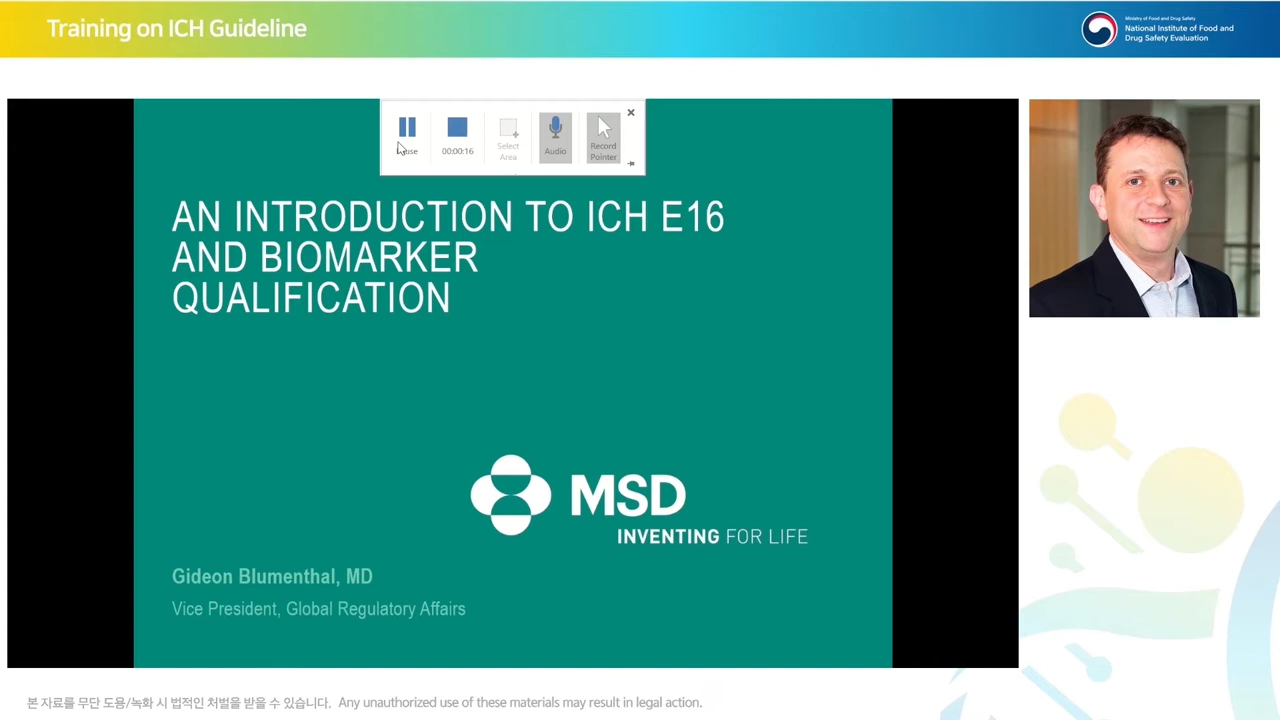 Training on ICH Guideline
Ministry of Food and Drug Safety
National Institute of Food and
Drug Safety Evaluation
00:00:16
Select
Area
Audio
Record
Pointer
AN INTRODUCTION TO ICH E16
AND BIOMARKER
QUALIFICATION
MSD
INVENTING FOR LIFE
Gideon Blumenthal, MD
Vice President, Global Regulatory Affairs
본 자료를 무단 도용/녹화 시 법적인 처벌을 받을 수 있습니다. Any unauthorized use of these materials may result in legal action.